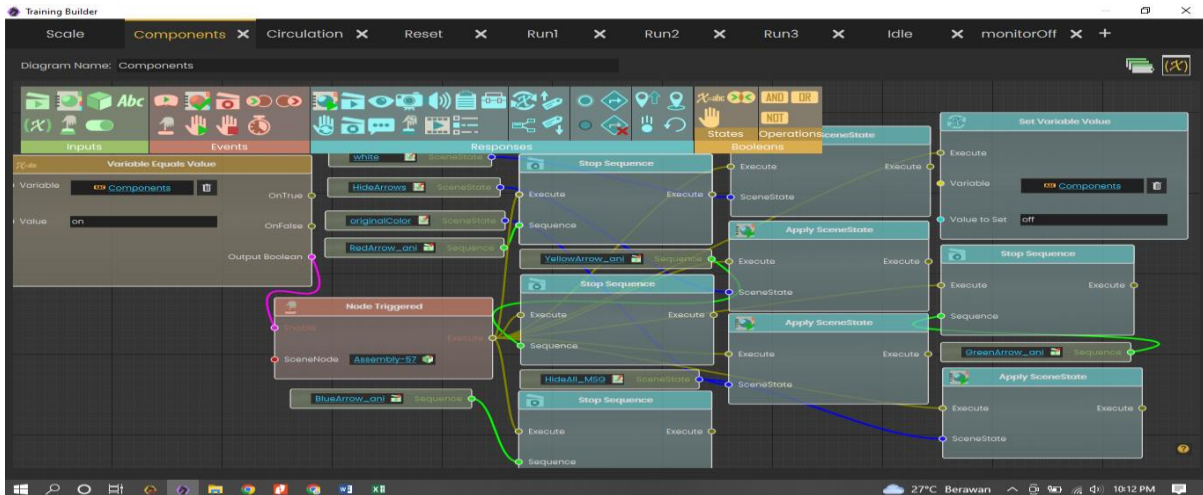 Training Builder
Scale Components Circulation Reset Run1 Run2 Run3 Idle monitorOff
Diagram Name: Components
Abc
(x)
Inputs
Events
Responses
X=abc
AND OR
NOT
States Operations
Booleans
(X)
X=abc Variable Equals Value
Variable
ABC Components
OnTrue
Value
on
OnFalse
Output Boolean
white SceneState
HideArrows SceneState
originalColor SceneState
RedArrow_ani Sequence
Node Triggered
Enable
Execute
SceneNode Assembly-57
BlueArrow_ani Sequence
Stop Sequence
Execute Execute
Sequence
YellowArrow_ani Sequence
Stop Sequence
Execute Execute
Sequence
HideAll_MSG SceneState
Stop Sequence
Execute Execute
Sequence
SceneState
Execute Execute
SceneState
Apply SceneState
Execute Execute
SceneState
Apply SceneState
Execute Execute
SceneState
Set Variable Value
Execute
Variable ABC Components
Value to Set off
Stop Sequence
Execute Execute
Sequence
GreenArrow_ani Sequence
Apply SceneState
Execute Execute
SceneState
27°C Berawan 10:12 PM